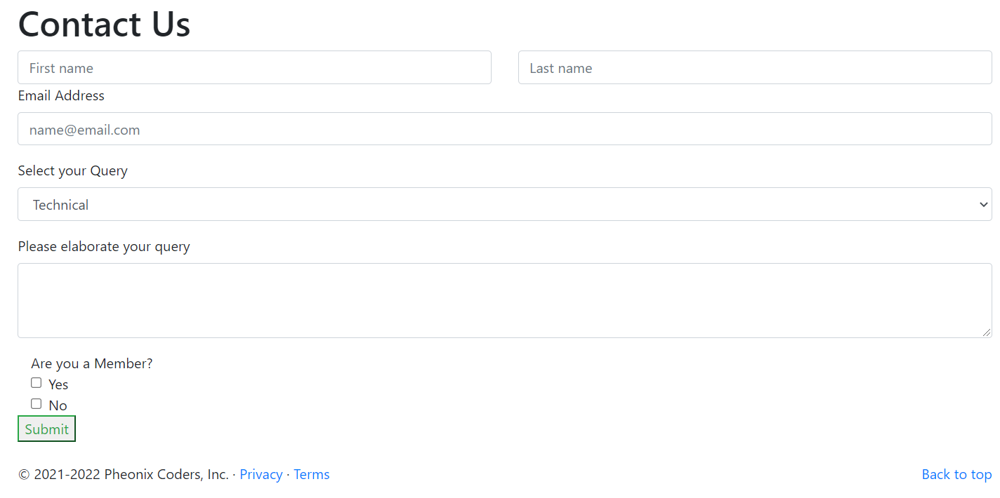 Contact Us
First name Last name
Email Address
name@email.com
Select your Query
Technical
Please elaborate your query
Are you a Member?
Yes
No
Submit
© 2021-2022 Pheonix Coders, Inc. · Privacy · Terms Back to top